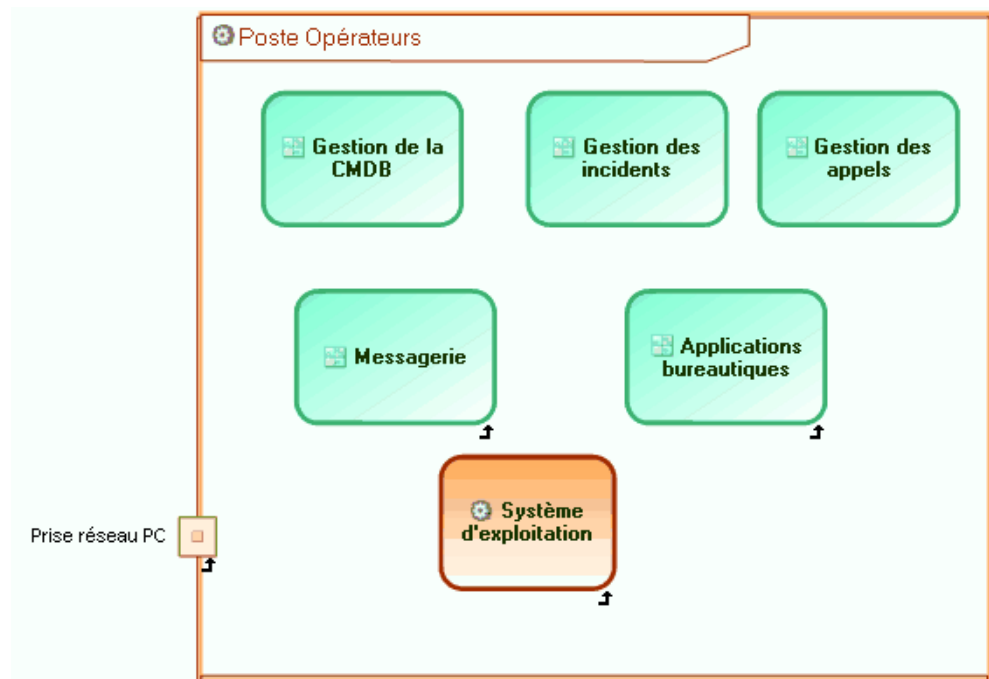 Poste Opérateurs
Gestion de la
CMDB
Gestion des
incidents
Gestion des
appels
Messagerie
Applications
bureautiques
Système
d'exploitation
Prise réseau PC